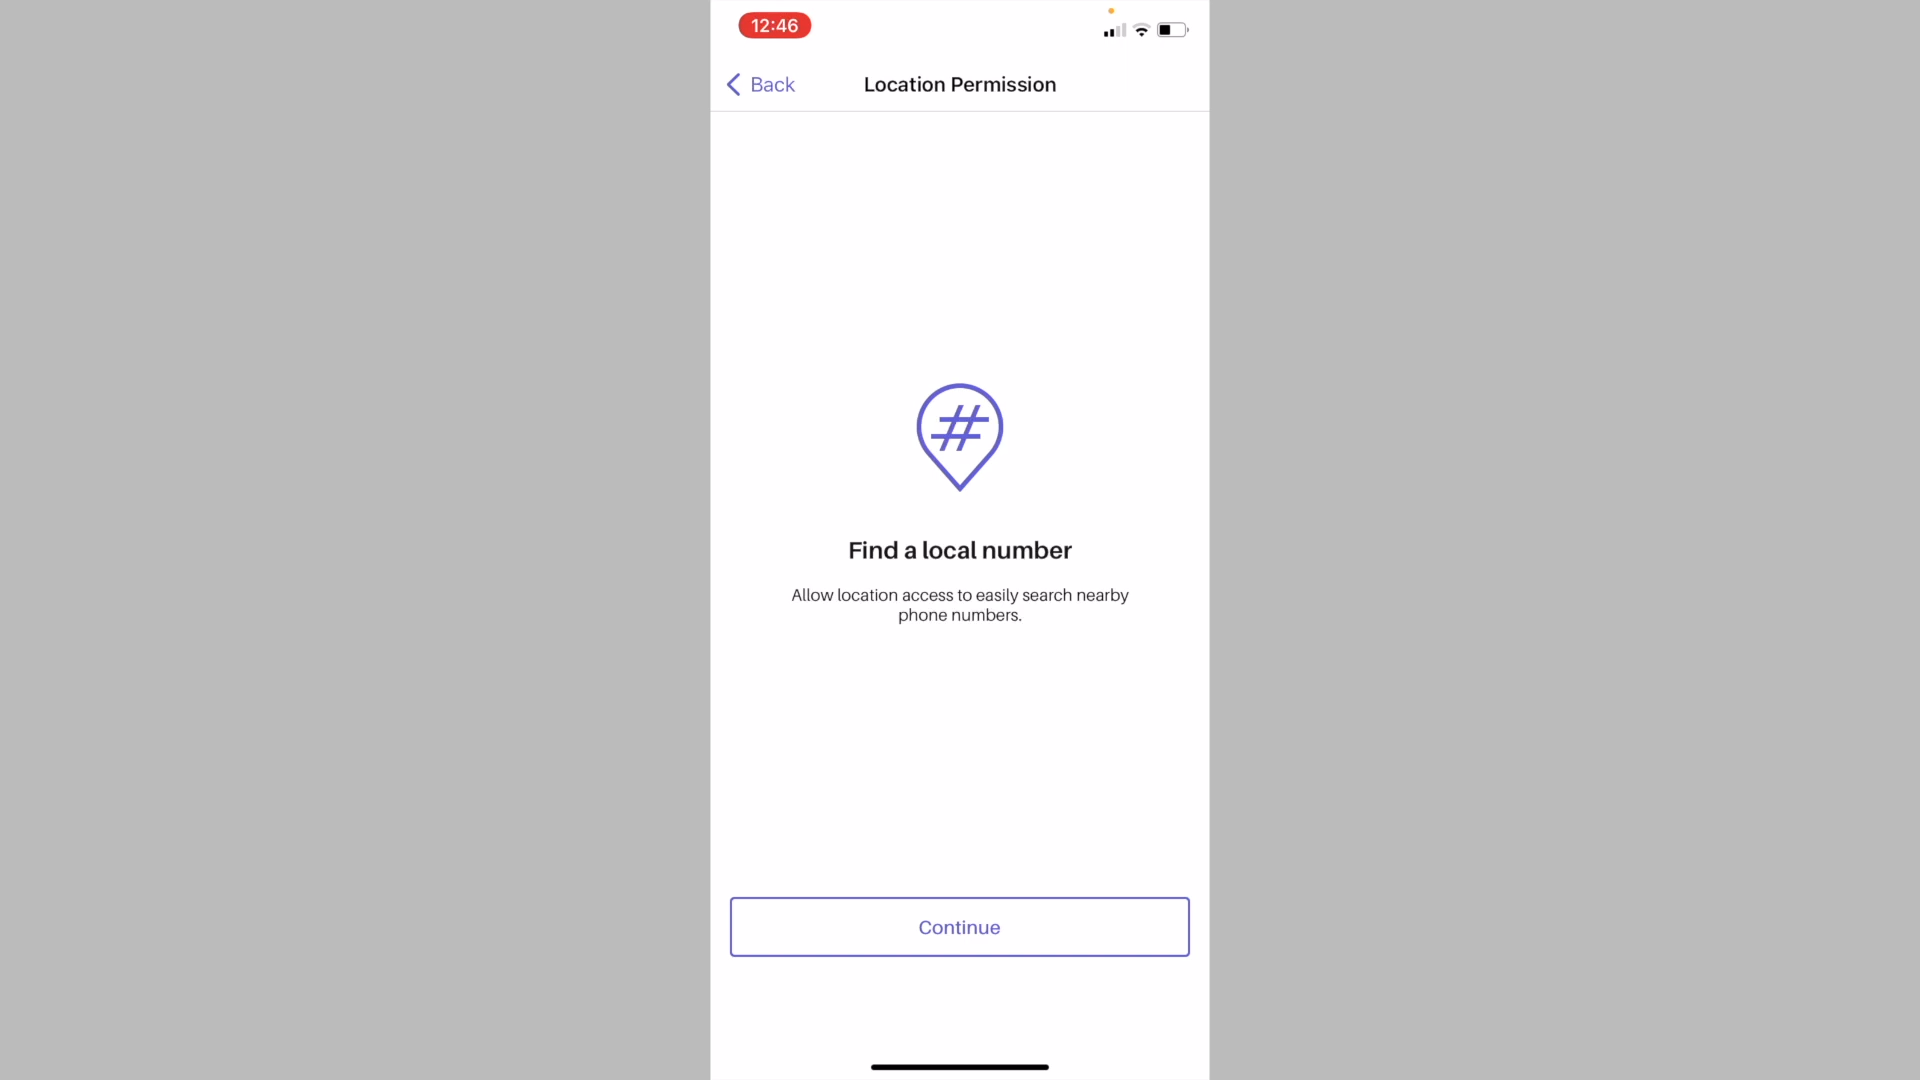 12:46
Back
Location Permission
#
Find a local number
Allow location access to easily search nearby
phone numbers.
Continue